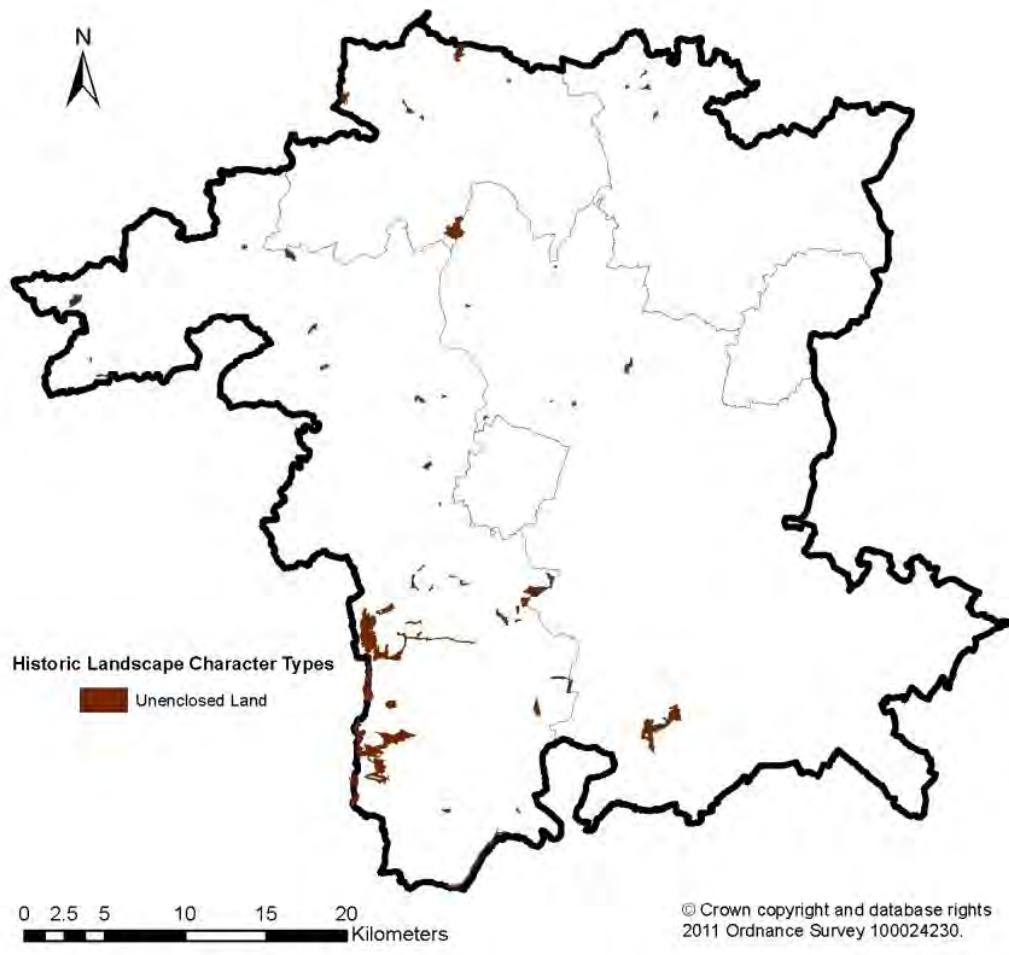 N
Historic Landscape Character Types
Unenclosed Land
0 2.5 5 10 15 20
Kilometers
© Crown copyright and database rights
2011 Ordnance Survey 100024230.